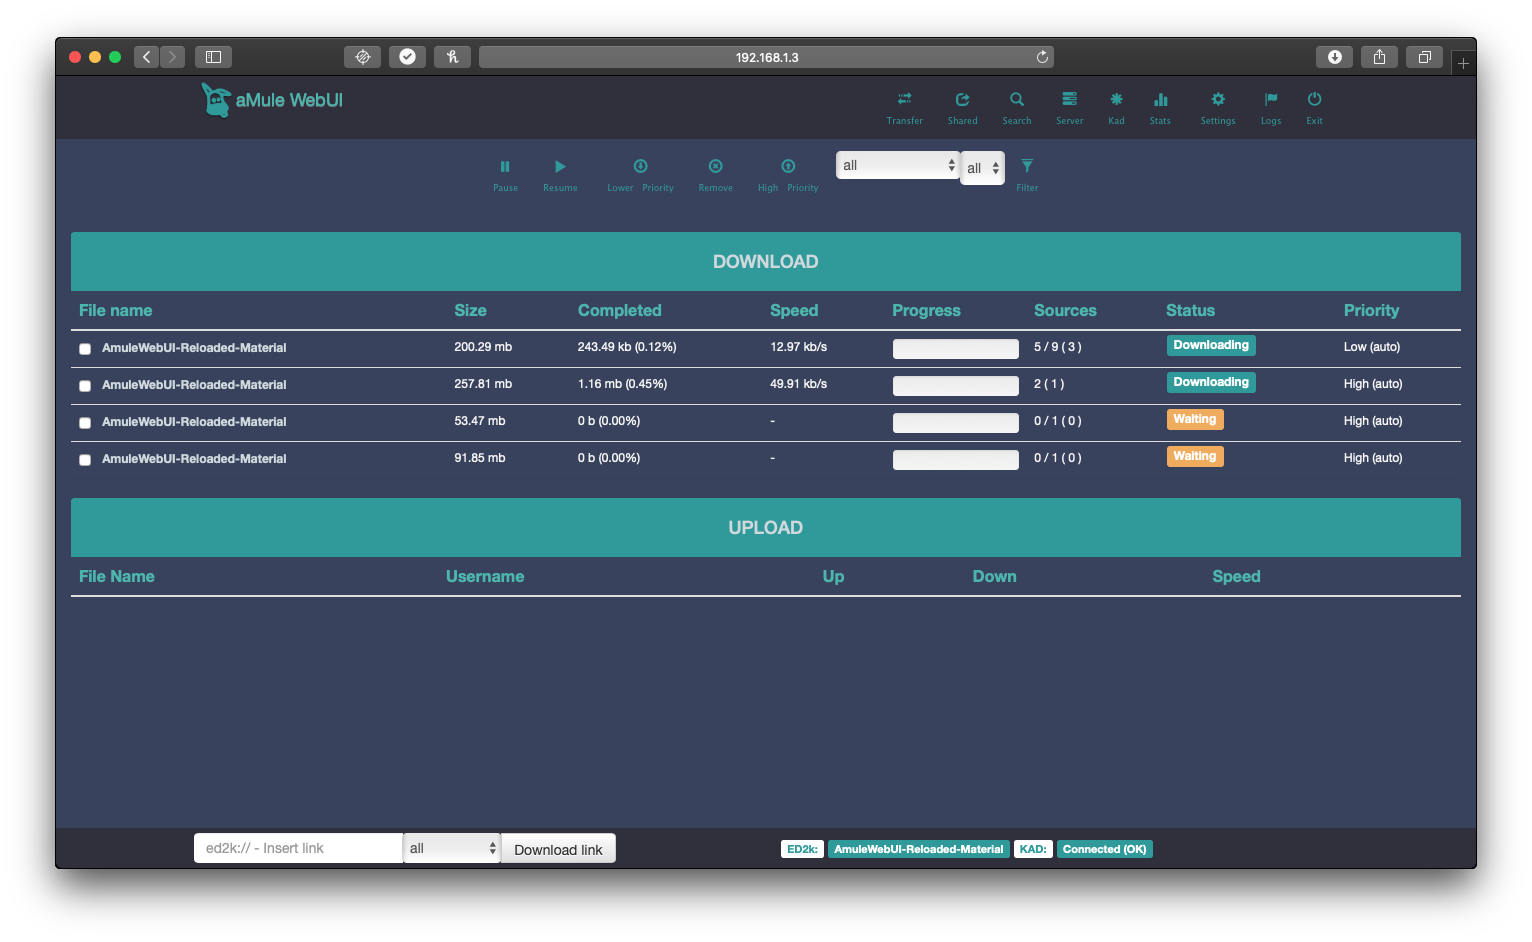 192.168.1.3
aMule WebUI
Transfer Shared Search Server Kad Stats Settings Logs Exit
Pause Resume Lower Priority Remove High Priority all all Filter
DOWNLOAD
File name Size Completed Speed Progress Sources Status Priority
AmuleWebUI-Reloaded-Material 200.29 mb 243.49 kb (0.12%) 12.97 kb/s 5 / 9 ( 3 ) Downloading Low (auto)
AmuleWebUI-Reloaded-Material 257.81 mb 1.16 mb (0.45%) 49.91 kb/s 2 ( 1 ) Downloading High (auto)
AmuleWebUI-Reloaded-Material 53.47 mb 0 b (0.00%) - 0 / 1 ( 0 ) Waiting High (auto)
AmuleWebUI-Reloaded-Material 91.85 mb 0 b (0.00%) - 0 / 1 ( 0 ) Waiting High (auto)
UPLOAD
File Name Username Up Down Speed
ed2k:// - Insert link all Download link ED2k: AmuleWebUI-Reloaded-Material KAD: Connected (OK)